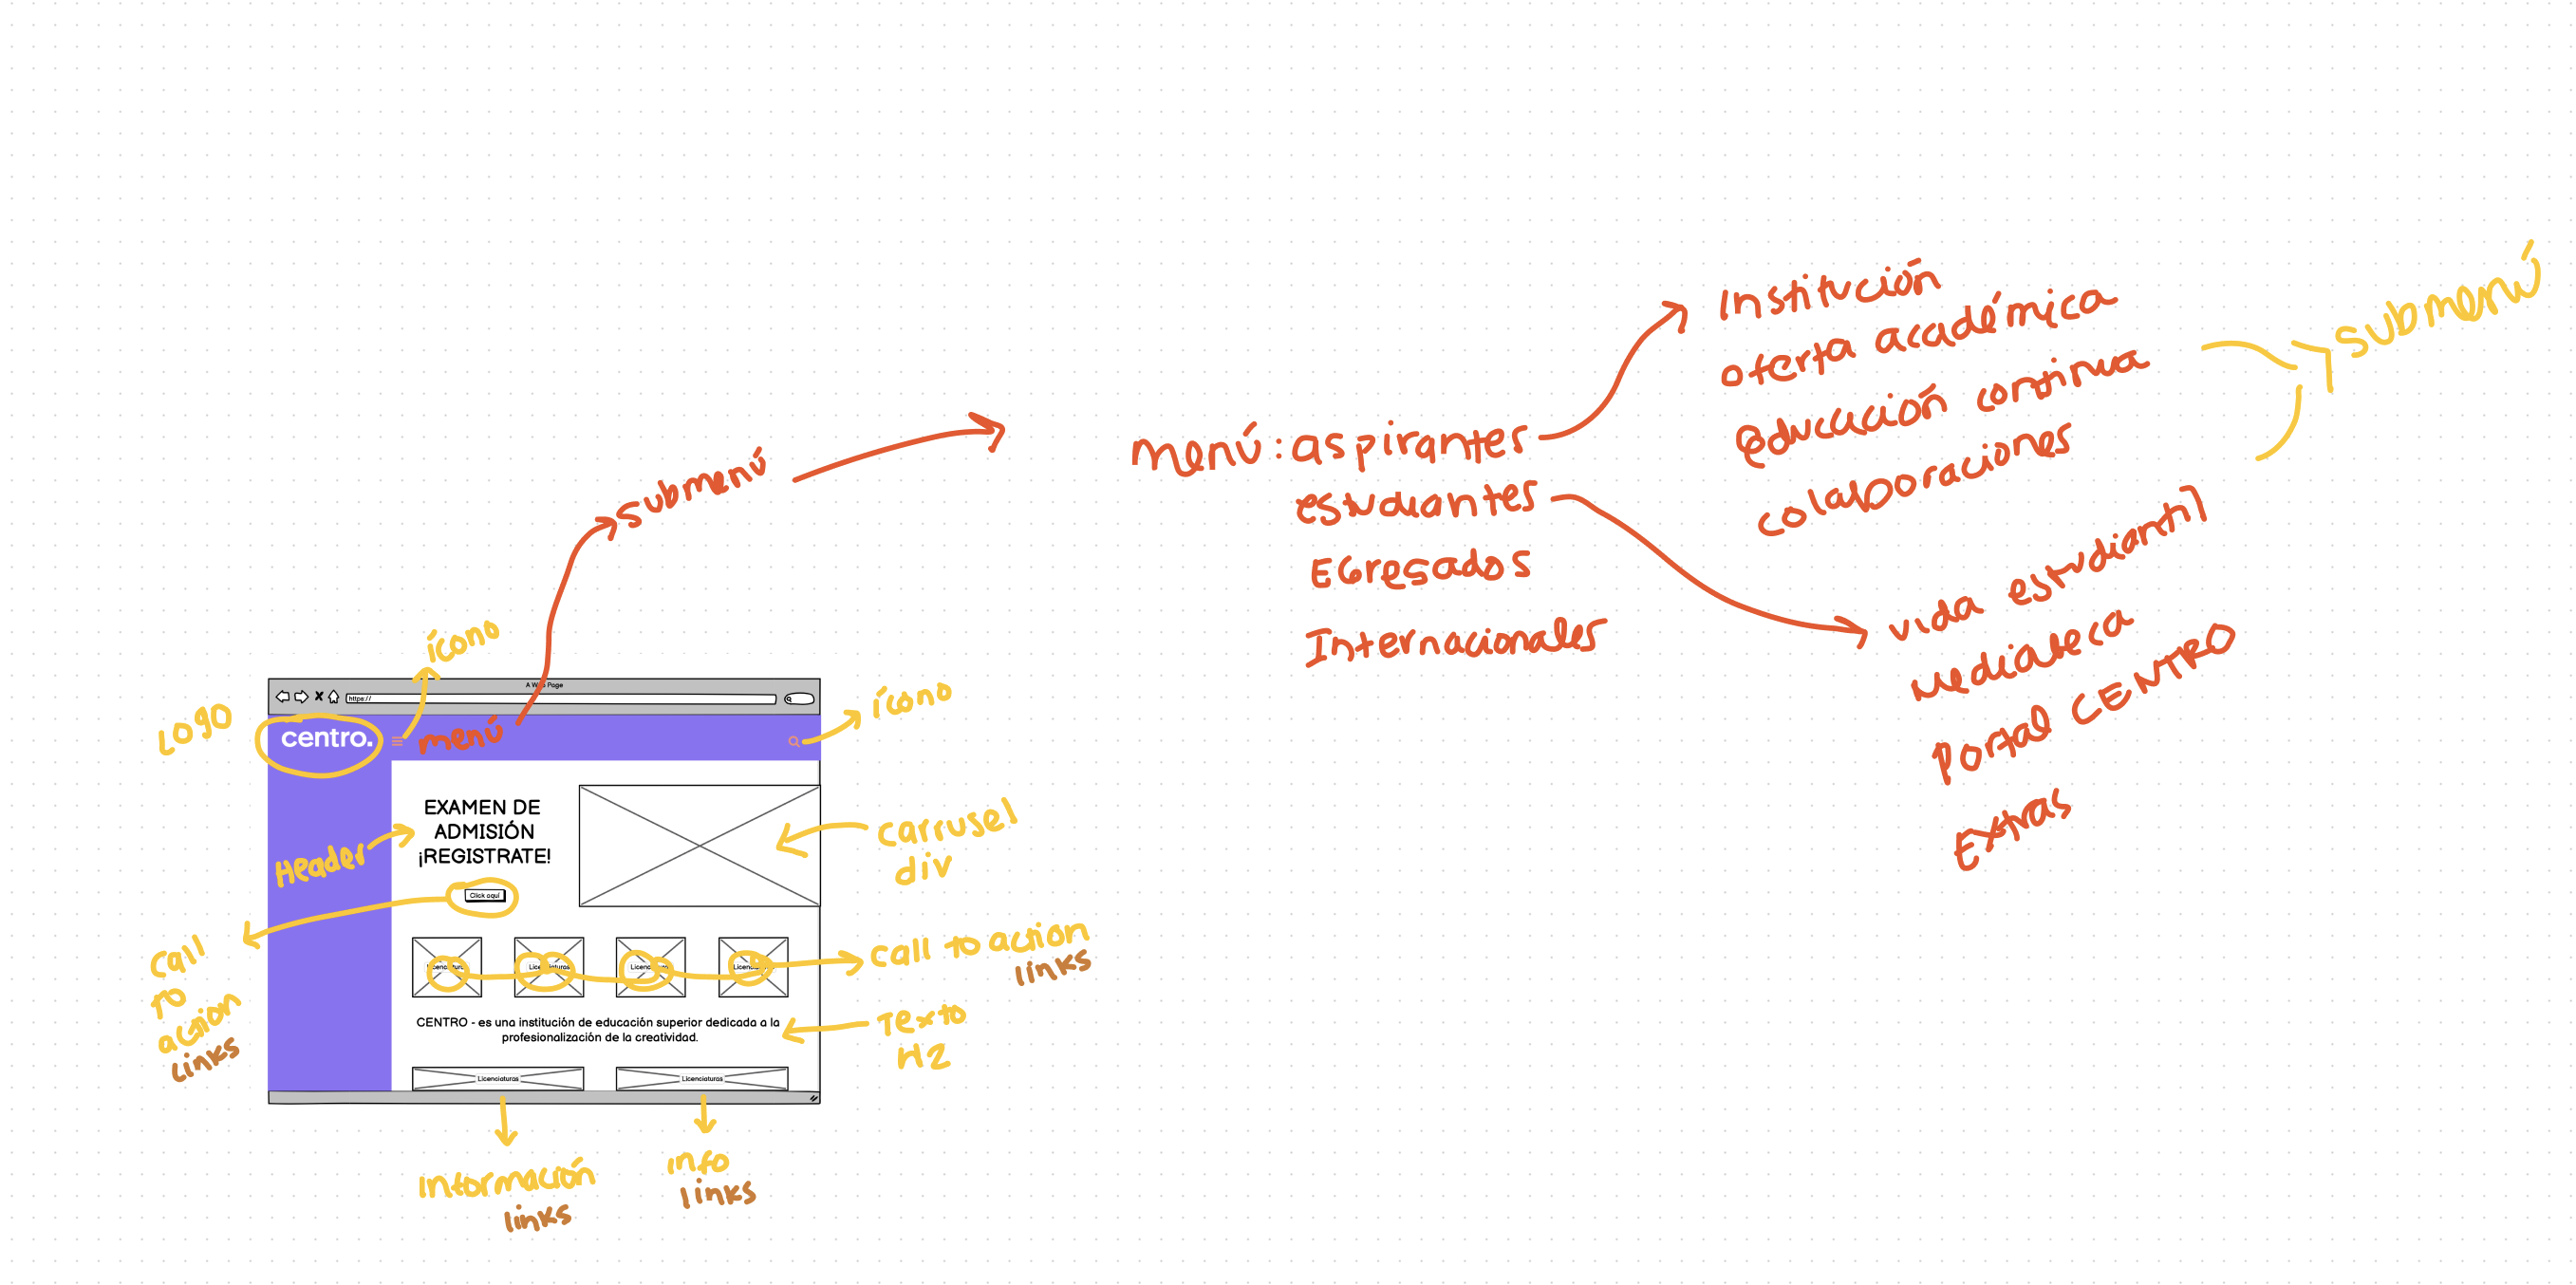 Institución
oferta académica
educación continua
colaboraciones
submenú
menú: aspirantes
estudiantes
Egresados
Internacionales
vida estudiantil
Mediateca
Portal CENTRO
Extras
submenú
ícono
Logo
ícono
A Web Page
https://
centro.
menú
EXAMEN DE
ADMISIÓN
¡REGISTRATE!
Header
carrusel
div
Click aquí
call
to
action
links
Licenciaturas
Licenciaturas
Licenciaturas
Licenciaturas
call to action
links
CENTRO - es una institución de educación superior dedicada a la
profesionalización de la creatividad.
Texto
H2
Licenciaturas
Licenciaturas
Información
links
info
links
submenú